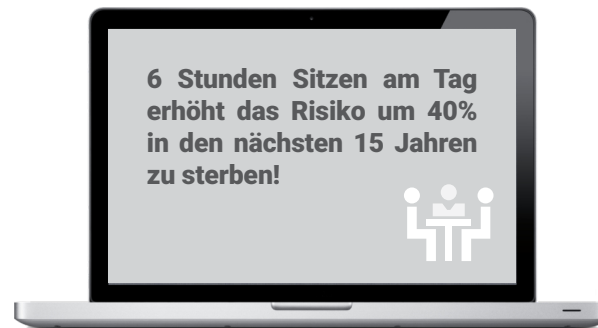 6 Stunden Sitzen am Tag
erhöht das Risiko um 40%
in den nächsten 15 Jahren
zu sterben!